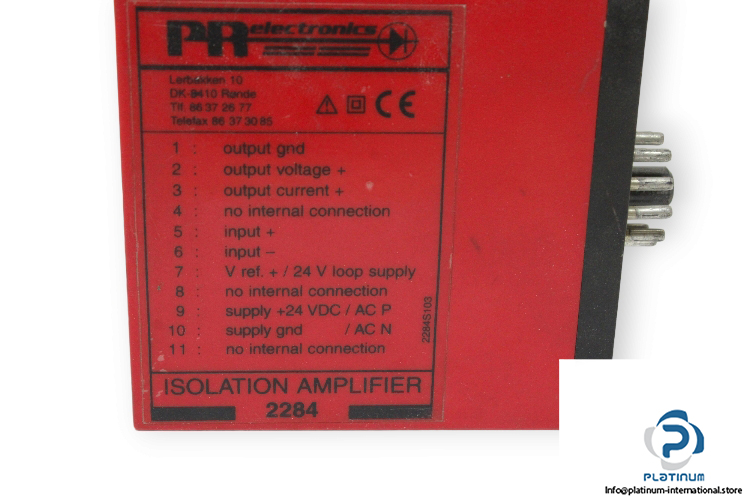 PR electronics
Lerbakken 10
DK-8410 Rønde
Tlf. 86 37 26 77
Telefax 86 37 30 85
CE
1 : output gnd
2 : output voltage +
3 : output current +
4 : no internal connection
5 : input +
6 : input –
7 : V ref. + / 24 V loop supply
8 : no internal connection
9 : supply +24 VDC / AC P
10 : supply gnd / AC N
11 : no internal connection
2284S103
ISOLATION AMPLIFIER
2284
PLATINUM
Info@platinum-international.store